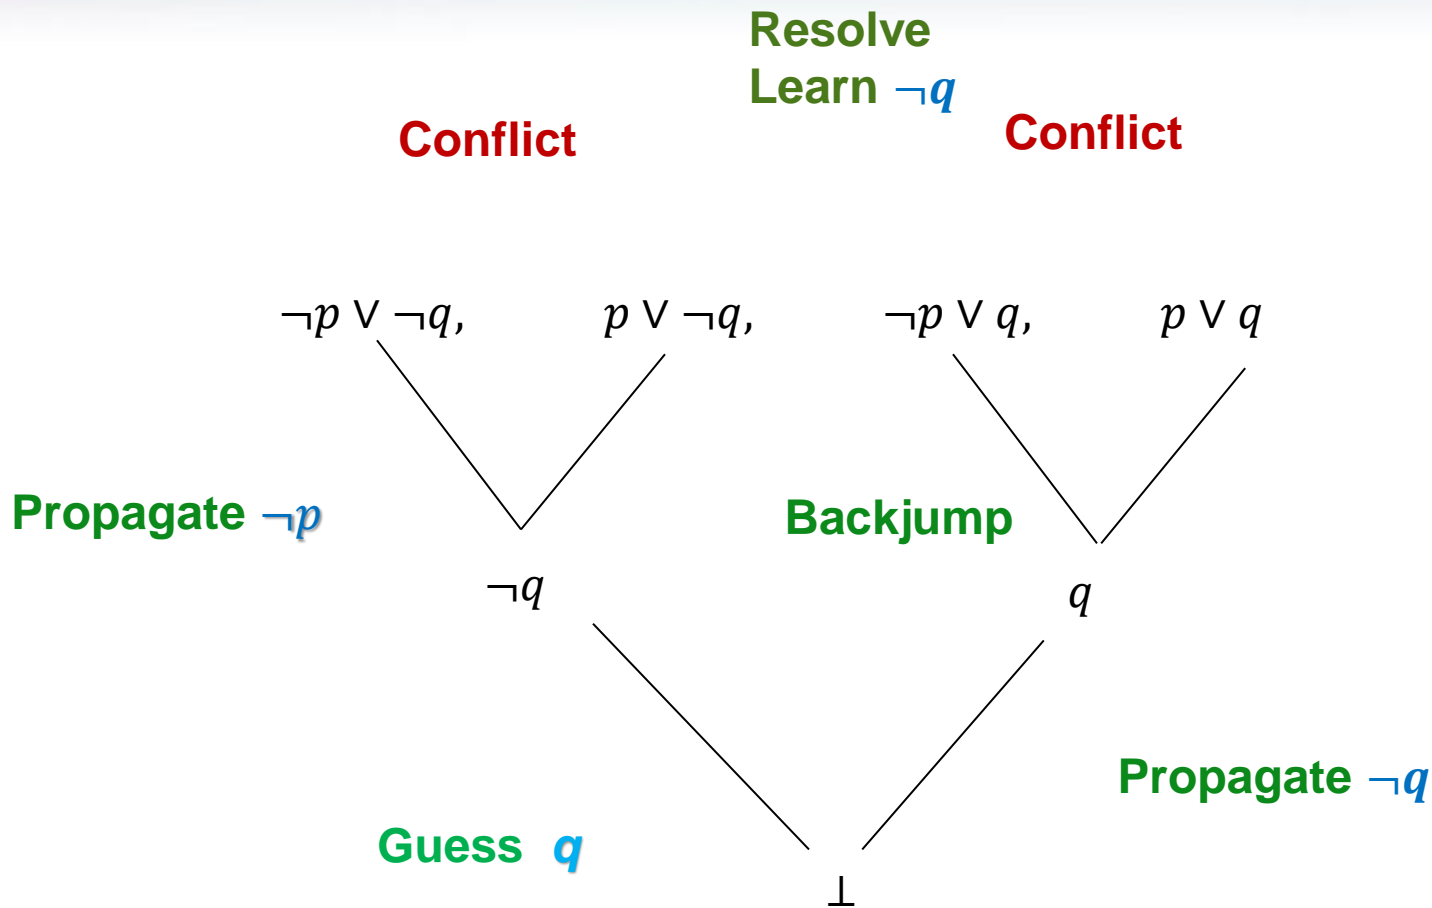 Resolve
Learn ¬q
Conflict
Conflict
¬p ∨ ¬q, p ∨ ¬q, ¬p ∨ q, p ∨ q
Propagate ¬p
Backjump
¬q
q
Propagate ¬q
Guess q
⊥